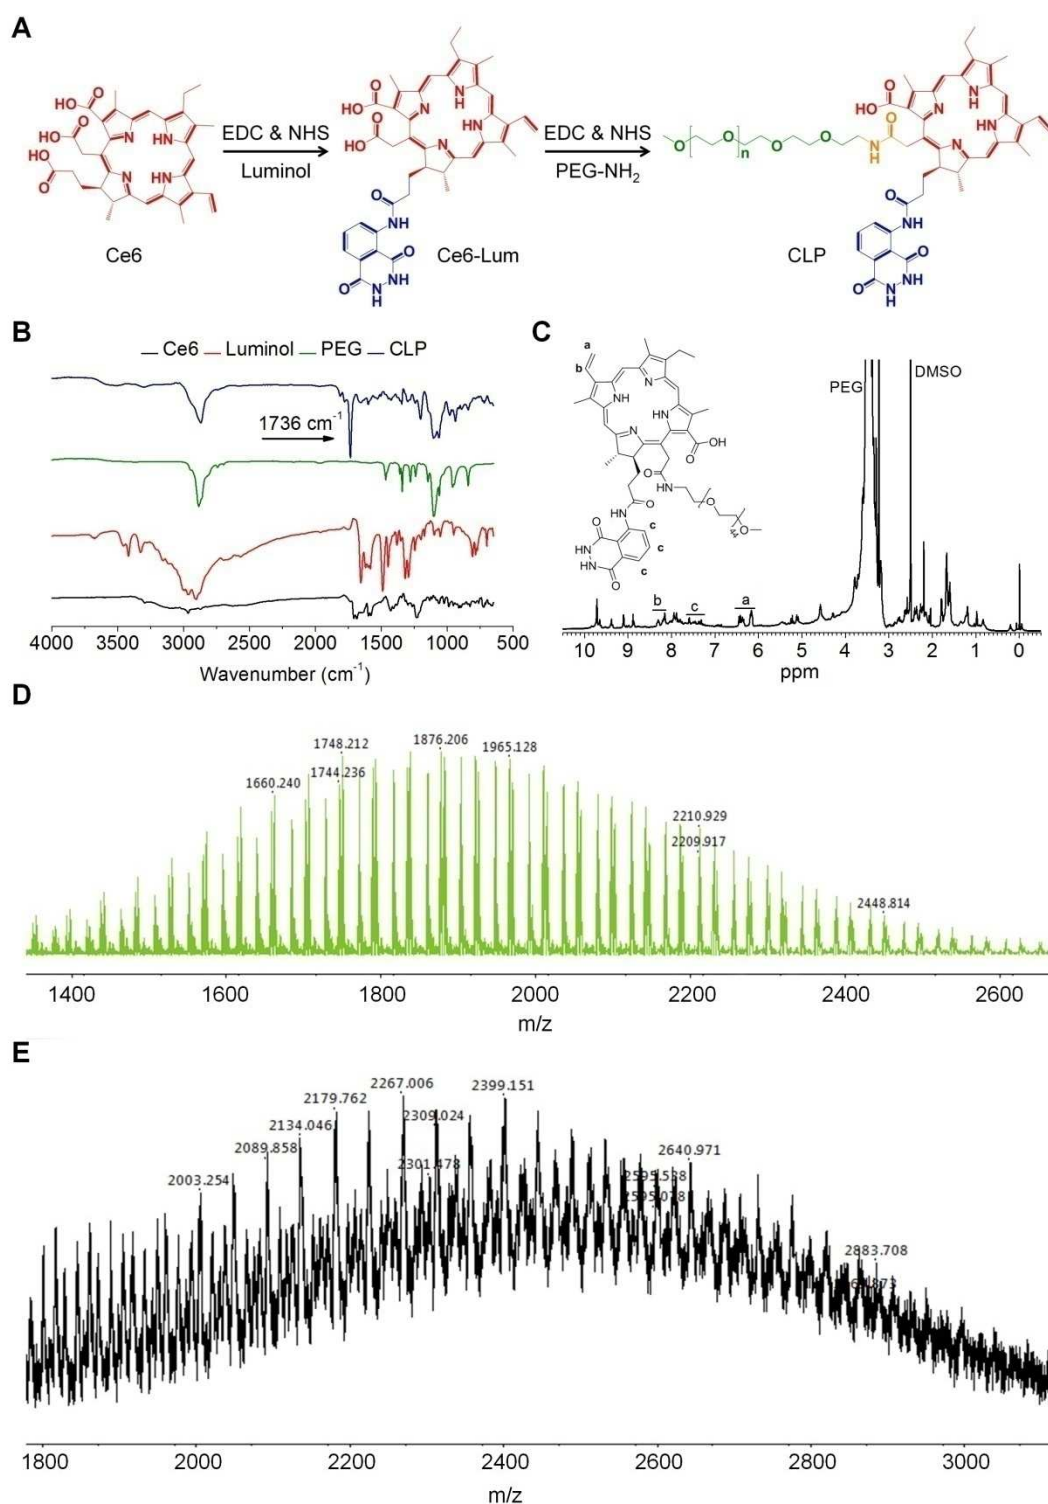 A
EDC & NHS
Luminol
EDC & NHS
PEG-NH₂
HO
O
HO
O
HO
O
N
HN
HN
N
Ce6
HO
O
HO
O
N
NH
HN
N
O
NH
O
NH
N
H
O
Ce6-Lum
O
O
n
O
O
O
N
H
O
HO
O
N
NH
HN
N
O
NH
O
NH
N
H
O
CLP
B
Ce6 Luminol PEG CLP
1736 cm⁻¹
4000 3500 3000 2500 2000 1500 1000 500
Wavenumber (cm⁻¹)
C
a
b
N
N
NH
HN
N
OH
O
O
NH
O
O
O
44
NH
O
HN
HN
O
c
c
c
PEG
DMSO
b c a
10 9 8 7 6 5 4 3 2 1 0
ppm
D
1660.240
1748.212
1744.236
1876.206
1965.128
2210.929
2209.917
2448.814
1400 1600 1800 2000 2200 2400 2600
m/z
E
2003.254
2089.858
2134.046
2179.762
2267.006
2309.024
2301.478
2399.151
2595.538
2640.971
2883.708
1800 2000 2200 2400 2600 2800 3000
m/z